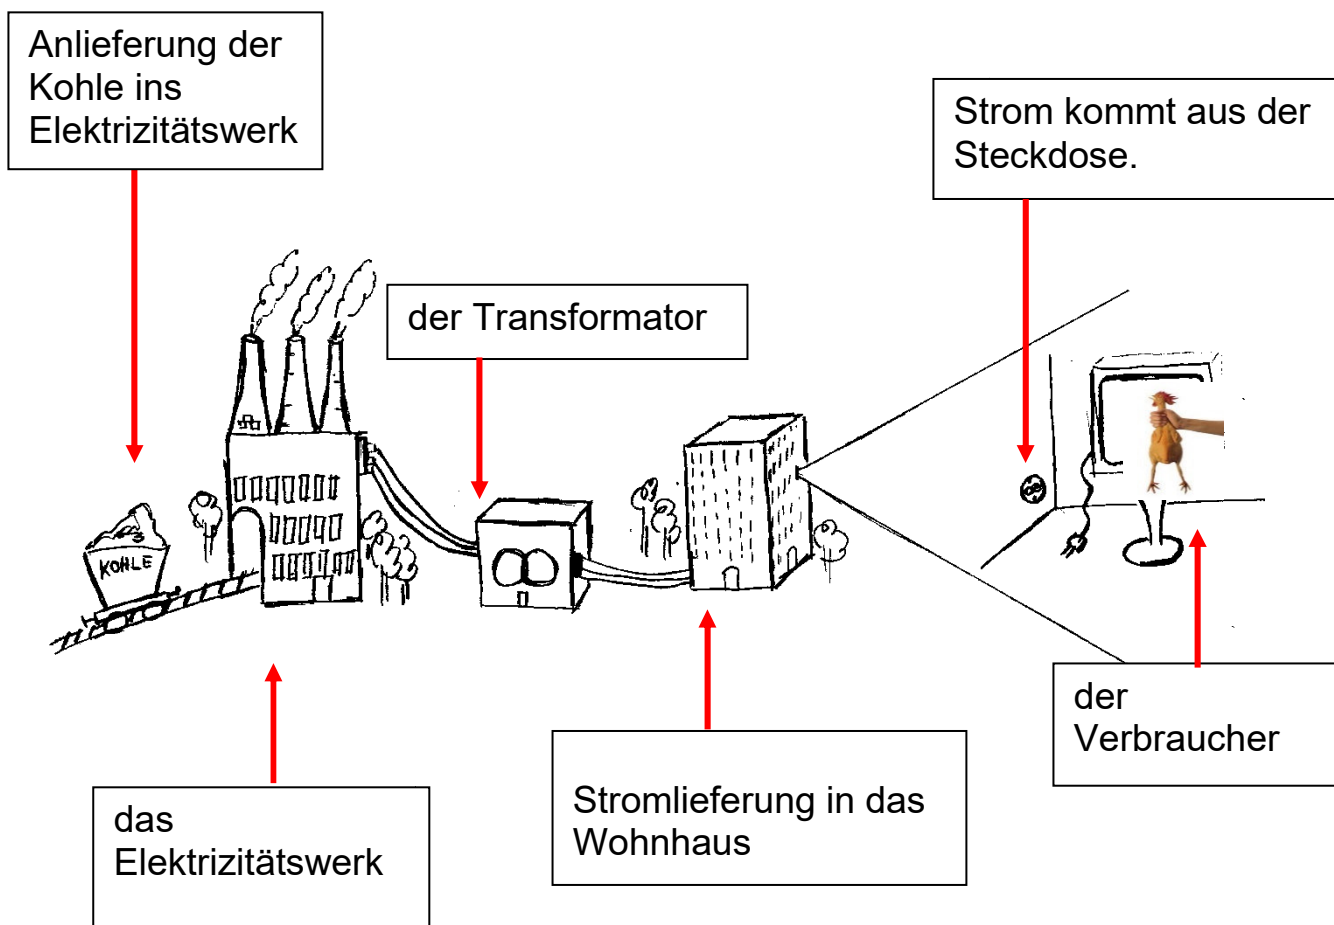 Anlieferung der
Kohle ins
Elektrizitätswerk
Strom kommt aus der
Steckdose.
der Transformator
KOHLE
der
Verbraucher
Stromlieferung in das
Wohnhaus
das
Elektrizitätswerk